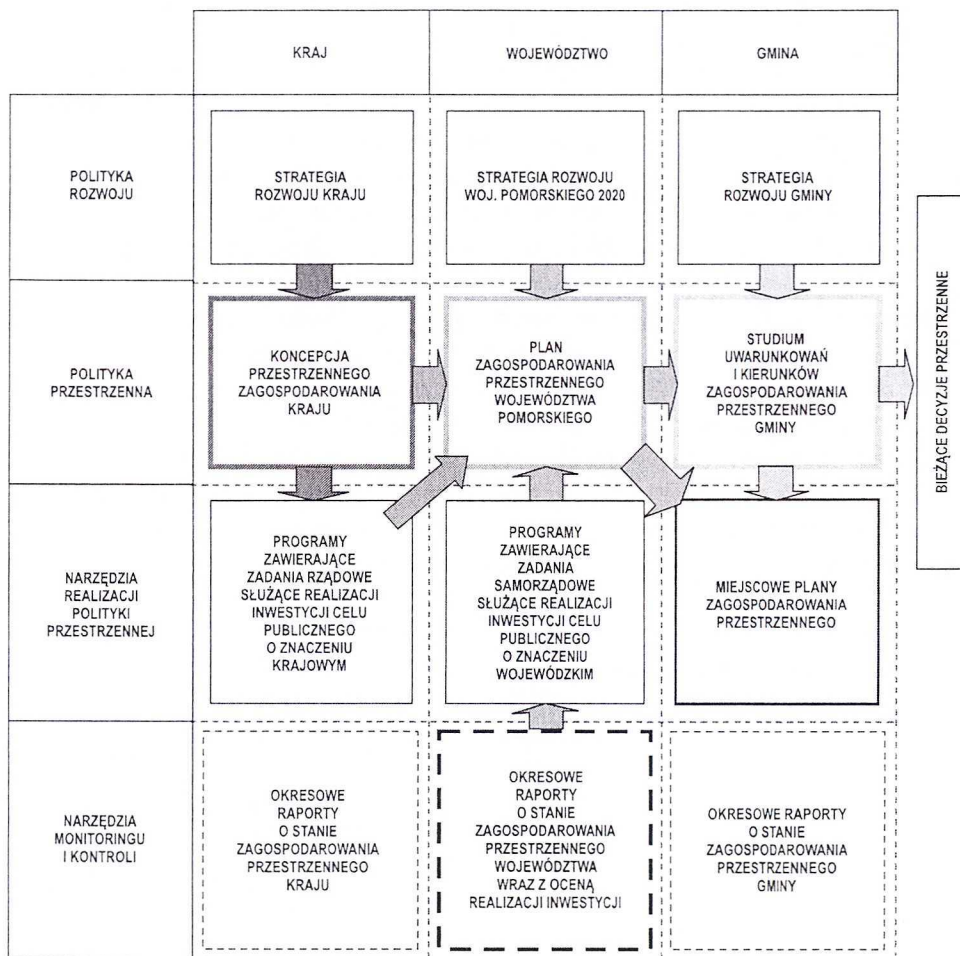 KRAJ
WOJEWÓDZTWO
GMINA
POLITYKA
ROZWOJU
STRATEGIA
ROZWOJU KRAJU
STRATEGIA ROZWOJU
WOJ. POMORSKIEGO 2020
STRATEGIA
ROZWOJU GMINY
POLITYKA
PRZESTRZENNA
KONCEPCJA
PRZESTRZENNEGO
ZAGOSPODAROWANIA
KRAJU
PLAN
ZAGOSPODAROWANIA
PRZESTRZENNEGO
WOJEWÓDZTWA
POMORSKIEGO
STUDIUM
UWARUNKOWAŃ
I KIERUNKÓW
ZAGOSPODAROWANIA
PRZESTRZENNEGO
GMINY
BIEŻĄCE DECYZJE PRZESTRZENNE
NARZĘDZIA
REALIZACJI
POLITYKI
PRZESTRZENNEJ
PROGRAMY
ZAWIERAJĄCE
ZADANIA RZĄDOWE
SŁUŻĄCE REALIZACJI
INWESTYCJI CELU
PUBLICZNEGO
O ZNACZENIU
KRAJOWYM
PROGRAMY
ZAWIERAJĄCE
ZADANIA
SAMORZĄDOWE
SŁUŻĄCE REALIZACJI
INWESTYCJI CELU
PUBLICZNEGO
O ZNACZENIU
WOJEWÓDZKIM
MIEJSCOWE PLANY
ZAGOSPODAROWANIA
PRZESTRZENNEGO
NARZĘDZIA
MONITORINGU
I KONTROLI
OKRESOWE
RAPORTY
O STANIE
ZAGOSPODAROWANIA
PRZESTRZENNEGO
KRAJU
OKRESOWE
RAPORTY
O STANIE
ZAGOSPODAROWANIA
PRZESTRZENNEGO
WOJEWÓDZTWA
WRAZ Z OCENĄ
REALIZACJI INWESTYCJI
OKRESOWE RAPORTY
O STANIE
ZAGOSPODAROWANIA
PRZESTRZENNEGO
GMINY